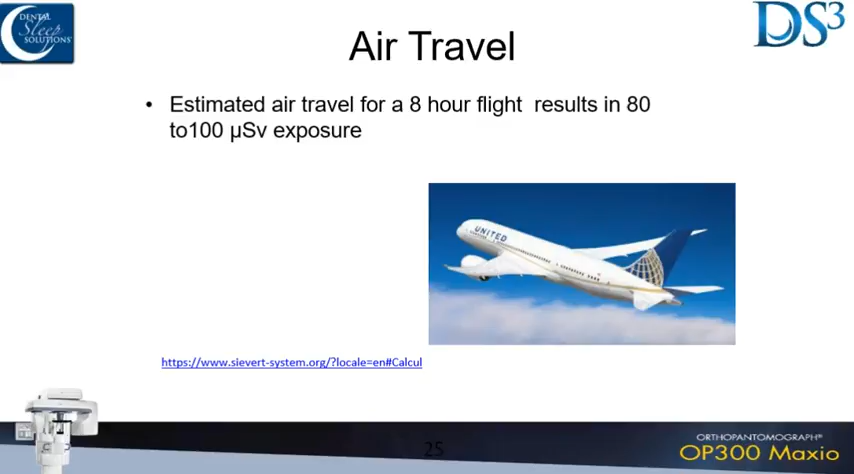 DENTAL
Sleep
SOLUTIONS
DS3
Air Travel
• Estimated air travel for a 8 hour flight results in 80
to100 µSv exposure
UNITED
https://www.sievert-system.org/?locale=en#Calcul
25
ORTHOPANTOMOGRAPH®
OP300 Maxio